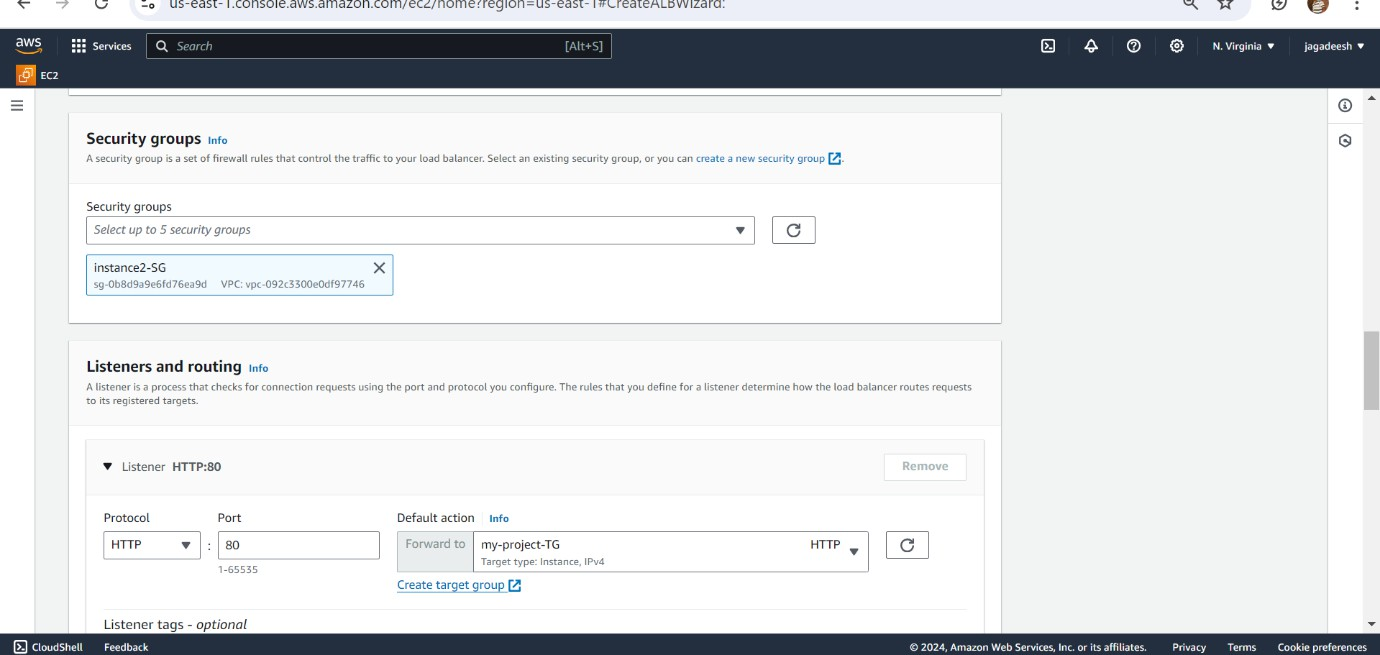 us-east-1.console.aws.amazon.com/ec2/home?region=us-east-1#CreateALBWizard:
aws Services Search [Alt+S] N. Virginia ▼ jagadeesh ▼
EC2
Security groups Info
A security group is a set of firewall rules that control the traffic to your load balancer. Select an existing security group, or you can create a new security group.
Security groups
Select up to 5 security groups
instance2-SG
sg-0b8d9a9e6fd76ea9d VPC: vpc-092c3300e0df97746
Listeners and routing Info
A listener is a process that checks for connection requests using the port and protocol you configure. The rules that you define for a listener determine how the load balancer routes requests
to its registered targets.
Listener HTTP:80 Remove
Protocol Port Default action Info
HTTP : 80 Forward to my-project-TG HTTP
Target type: Instance, IPv4
1-65535
Create target group
Listener tags - optional
CloudShell Feedback © 2024, Amazon Web Services, Inc. or its affiliates. Privacy Terms Cookie preferences